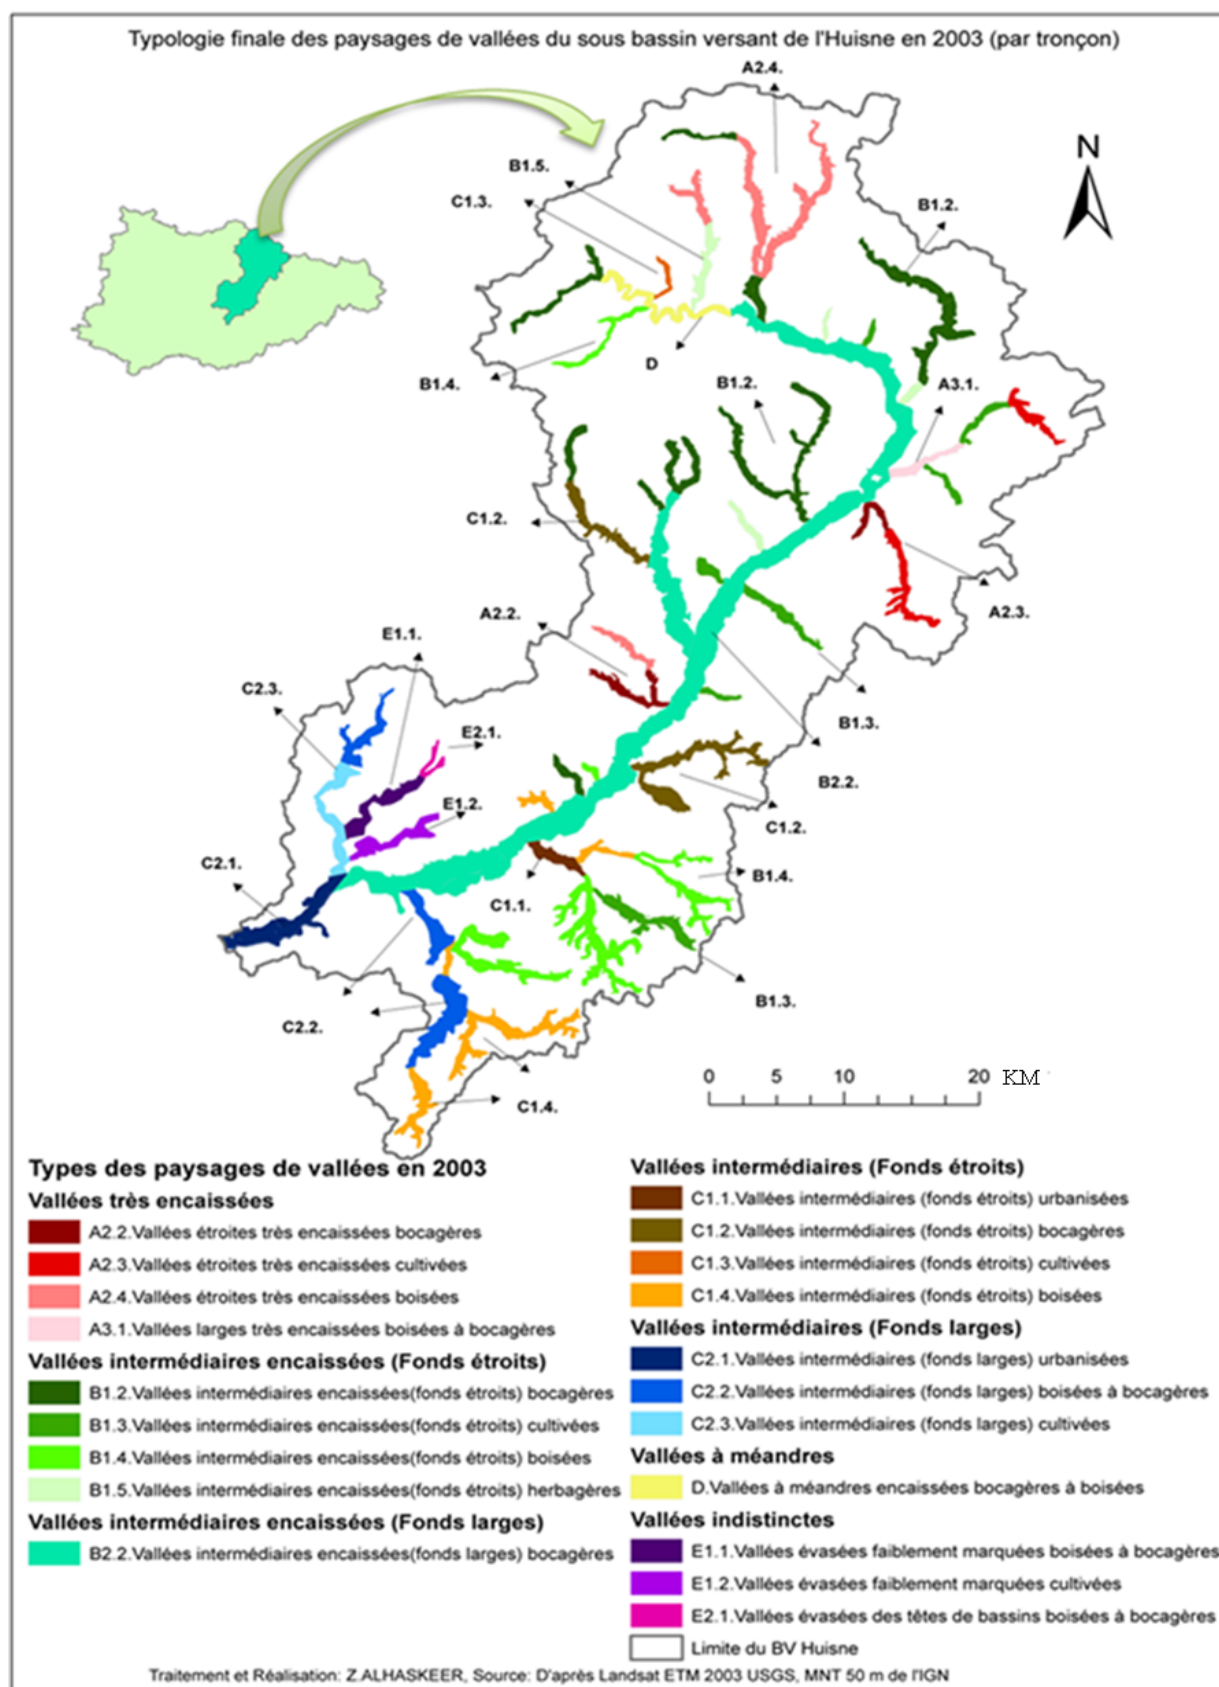 Typologie finale des paysages de vallées du sous bassin versant de l'Huisne en 2003 (par tronçon)
A2.4.
N
B1.5.
C1.3.
B1.2.
D
B1.4.
B1.2.
A3.1.
C1.2.
A2.3.
A2.2.
E1.1.
C2.3.
E2.1.
B1.3.
B2.2.
E1.2.
C1.2.
C2.1.
B1.4.
C1.1.
B1.3.
C2.2.
C1.4.
0 5 10 20 KM
Types des paysages de vallées en 2003
Vallées très encaissées
A2.2.Vallées étroites très encaissées bocagères
A2.3.Vallées étroites très encaissées cultivées
A2.4.Vallées étroites très encaissées boisées
A3.1.Vallées larges très encaissées boisées à bocagères
Vallées intermédiaires encaissées (Fonds étroits)
B1.2.Vallées intermédiaires encaissées(fonds étroits) bocagères
B1.3.Vallées intermédiaires encaissées(fonds étroits) cultivées
B1.4.Vallées intermédiaires encaissées(fonds étroits) boisées
B1.5.Vallées intermédiaires encaissées(fonds étroits) herbagères
Vallées intermédiaires encaissées (Fonds larges)
B2.2.Vallées intermédiaires encaissées(fonds larges) bocagères
Vallées intermédiaires (Fonds étroits)
C1.1.Vallées intermédiaires (fonds étroits) urbanisées
C1.2.Vallées intermédiaires (fonds étroits) bocagères
C1.3.Vallées intermédiaires (fonds étroits) cultivées
C1.4.Vallées intermédiaires (fonds étroits) boisées
Vallées intermédiaires (Fonds larges)
C2.1.Vallées intermédiaires (fonds larges) urbanisées
C2.2.Vallées intermédiaires (fonds larges) boisées à bocagères
C2.3.Vallées intermédiaires (fonds larges) cultivées
Vallées à méandres
D.Vallées à méandres encaissées bocagères à boisées
Vallées indistinctes
E1.1.Vallées évasées faiblement marquées boisées à bocagères
E1.2.Vallées évasées faiblement marquées cultivées
E2.1.Vallées évasées des têtes de bassins boisées à bocagères
Limite du BV Huisne
Traitement et Réalisation: Z.ALHASKEER, Source: D'après Landsat ETM 2003 USGS, MNT 50 m de l'IGN